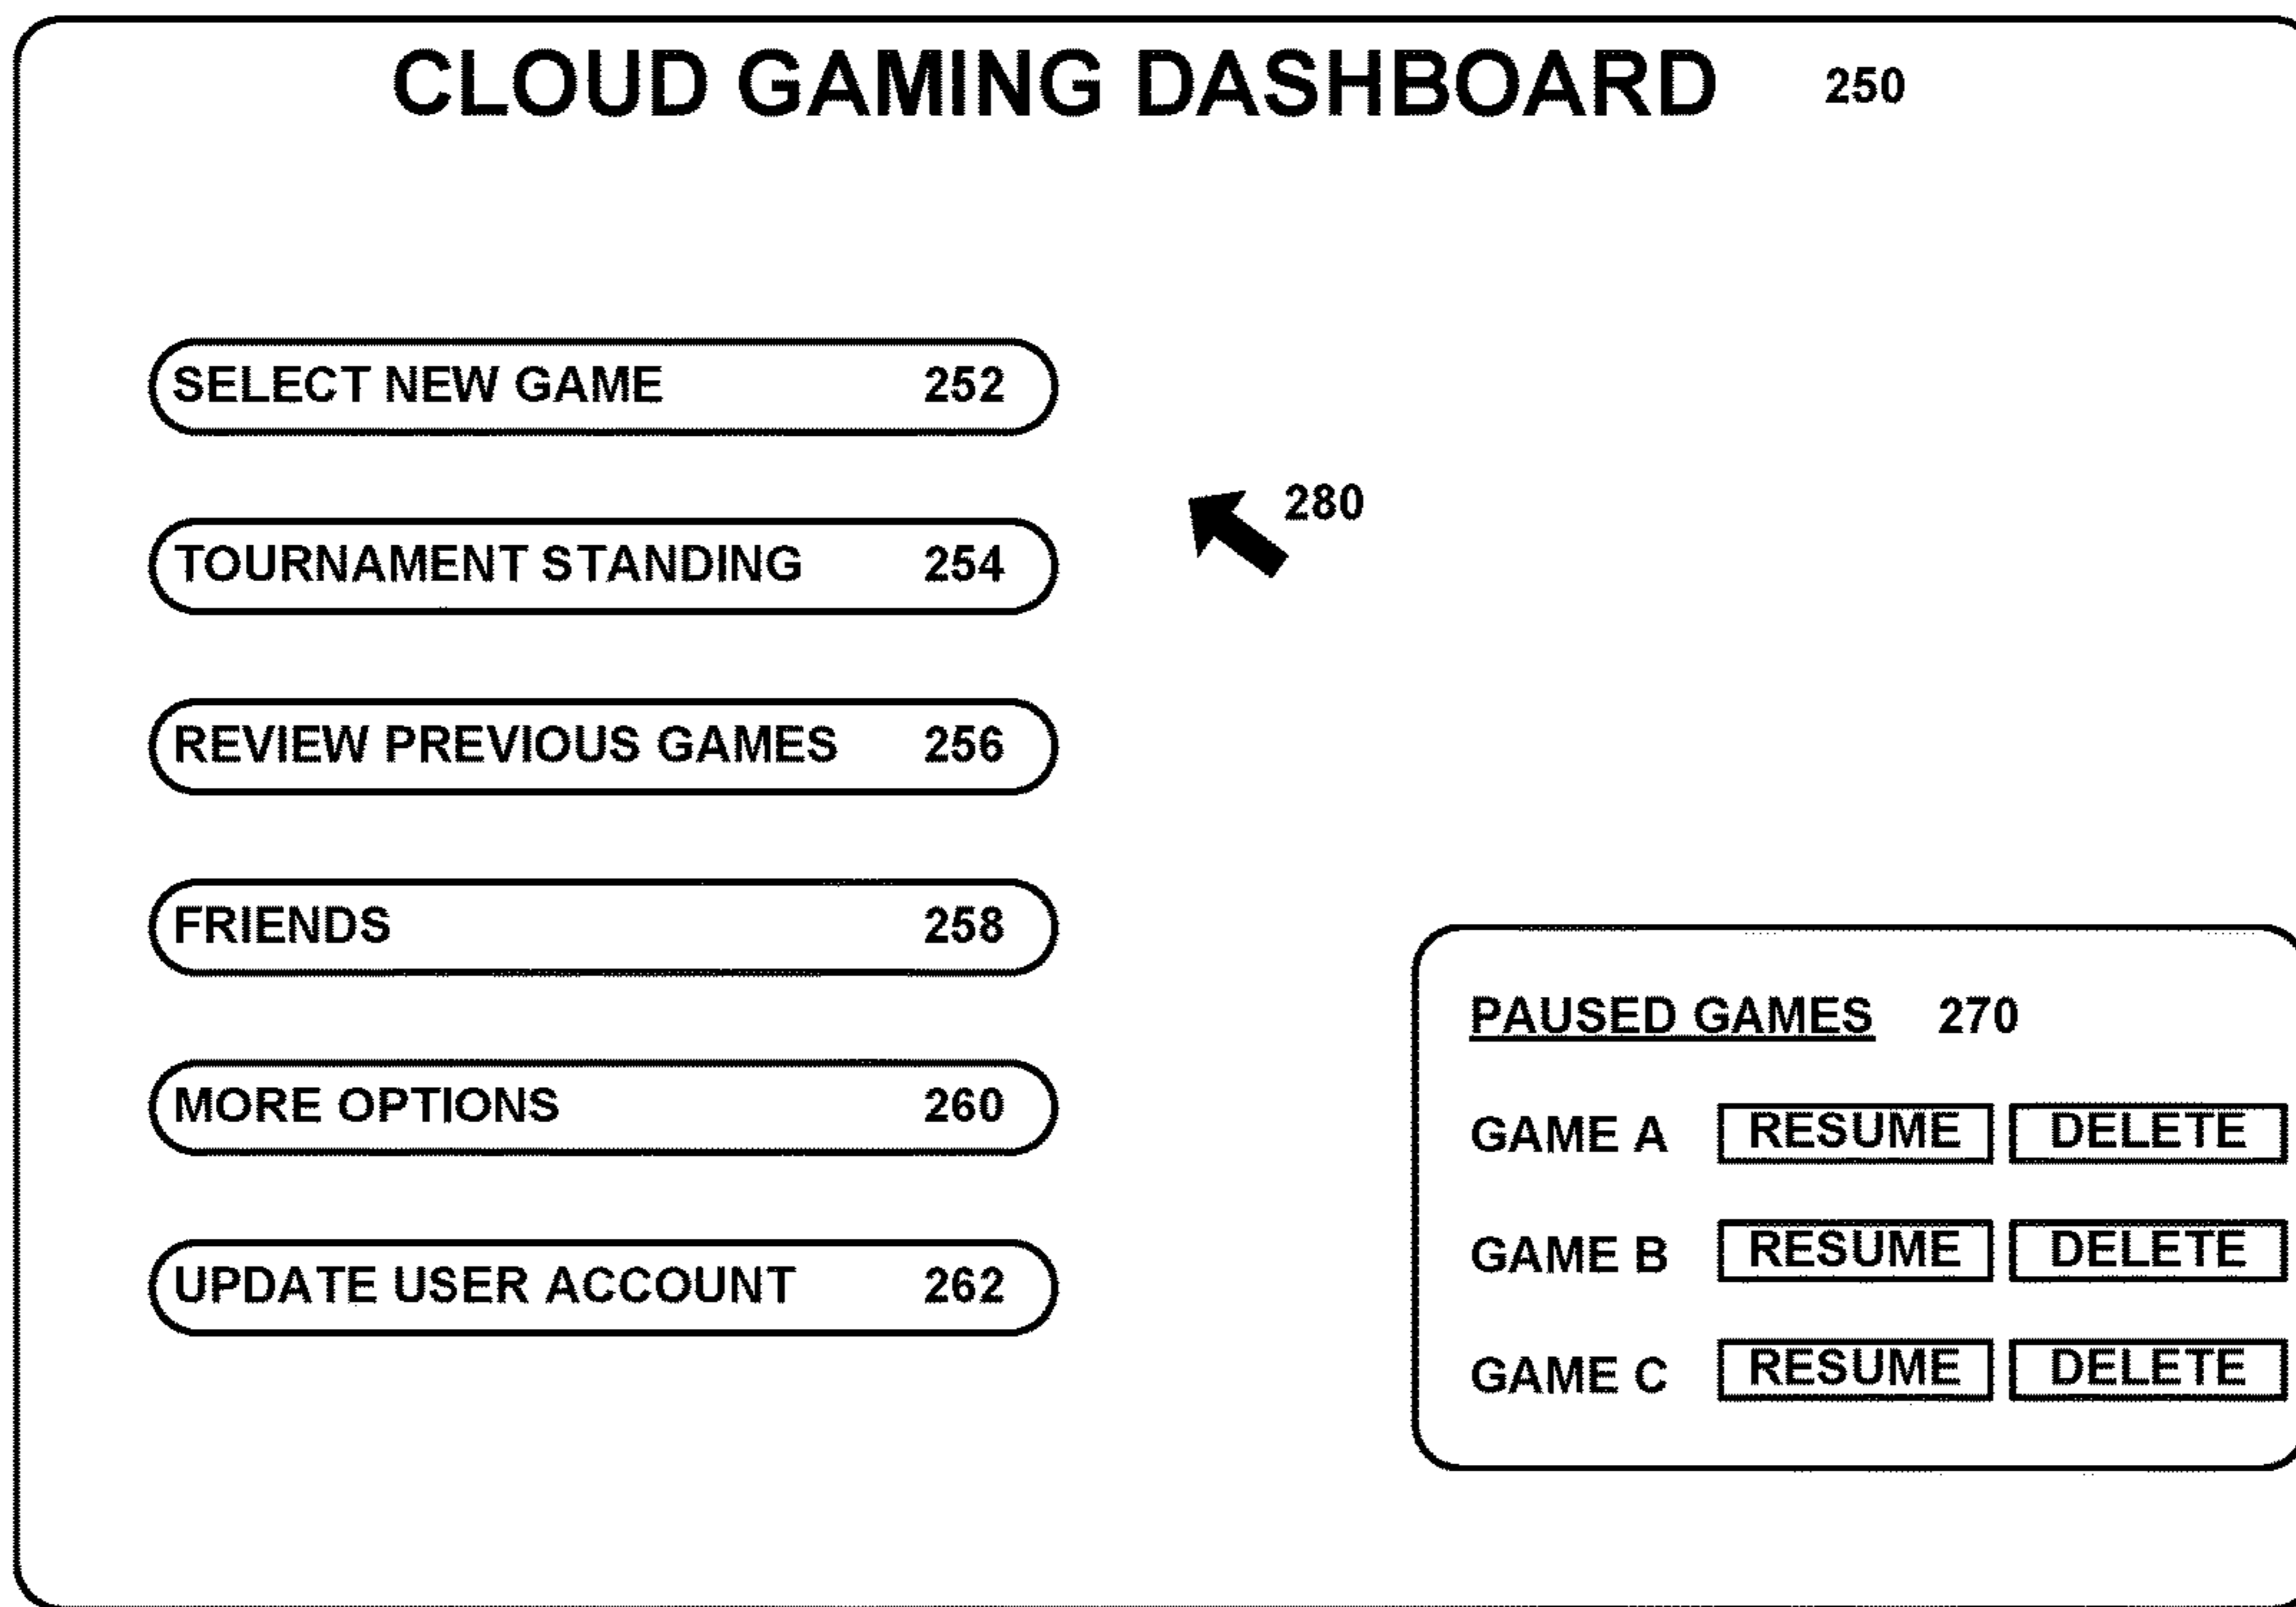 CLOUD GAMING DASHBOARD 250
SELECT NEW GAME 252
280
TOURNAMENT STANDING 254
REVIEW PREVIOUS GAMES 256
FRIENDS 258
MORE OPTIONS 260
UPDATE USER ACCOUNT 262
PAUSED GAMES 270
GAME A RESUME DELETE
GAME B RESUME DELETE
GAME C RESUME DELETE